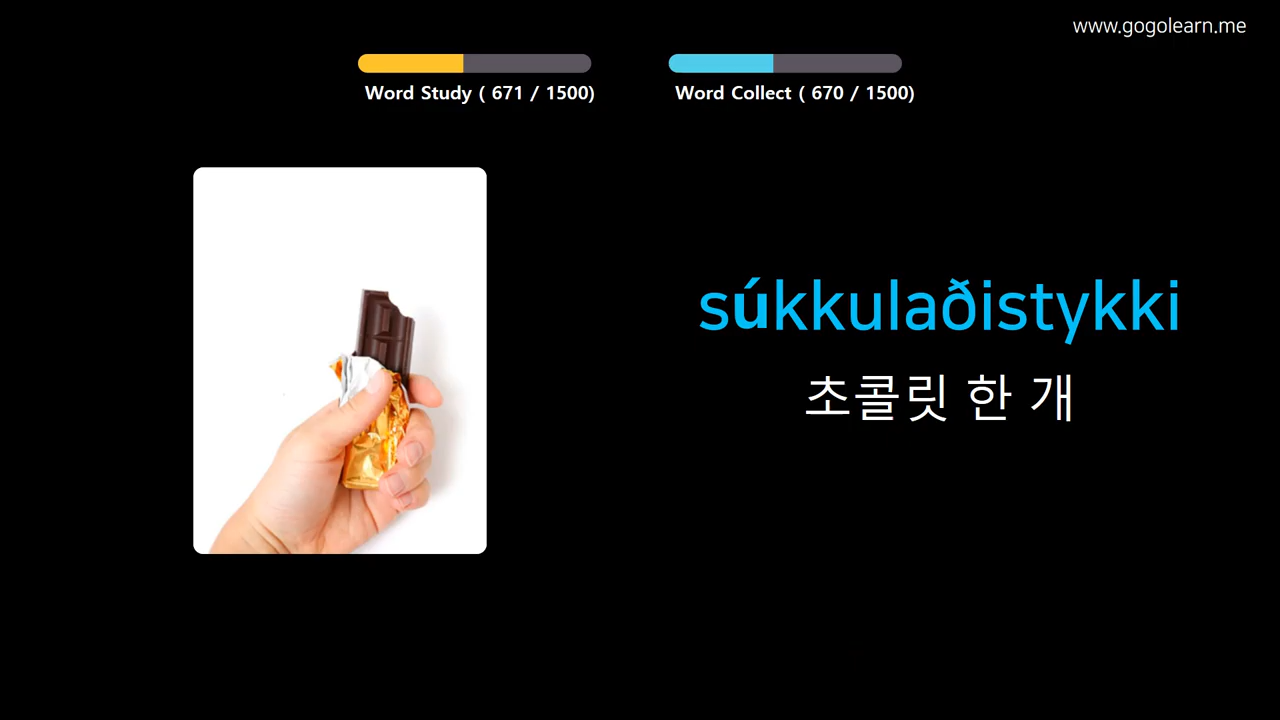 www.gogolearn.me
Word Study ( 671 / 1500)
Word Collect ( 670 / 1500)
súkkulaðistykki
초콜릿 한 개